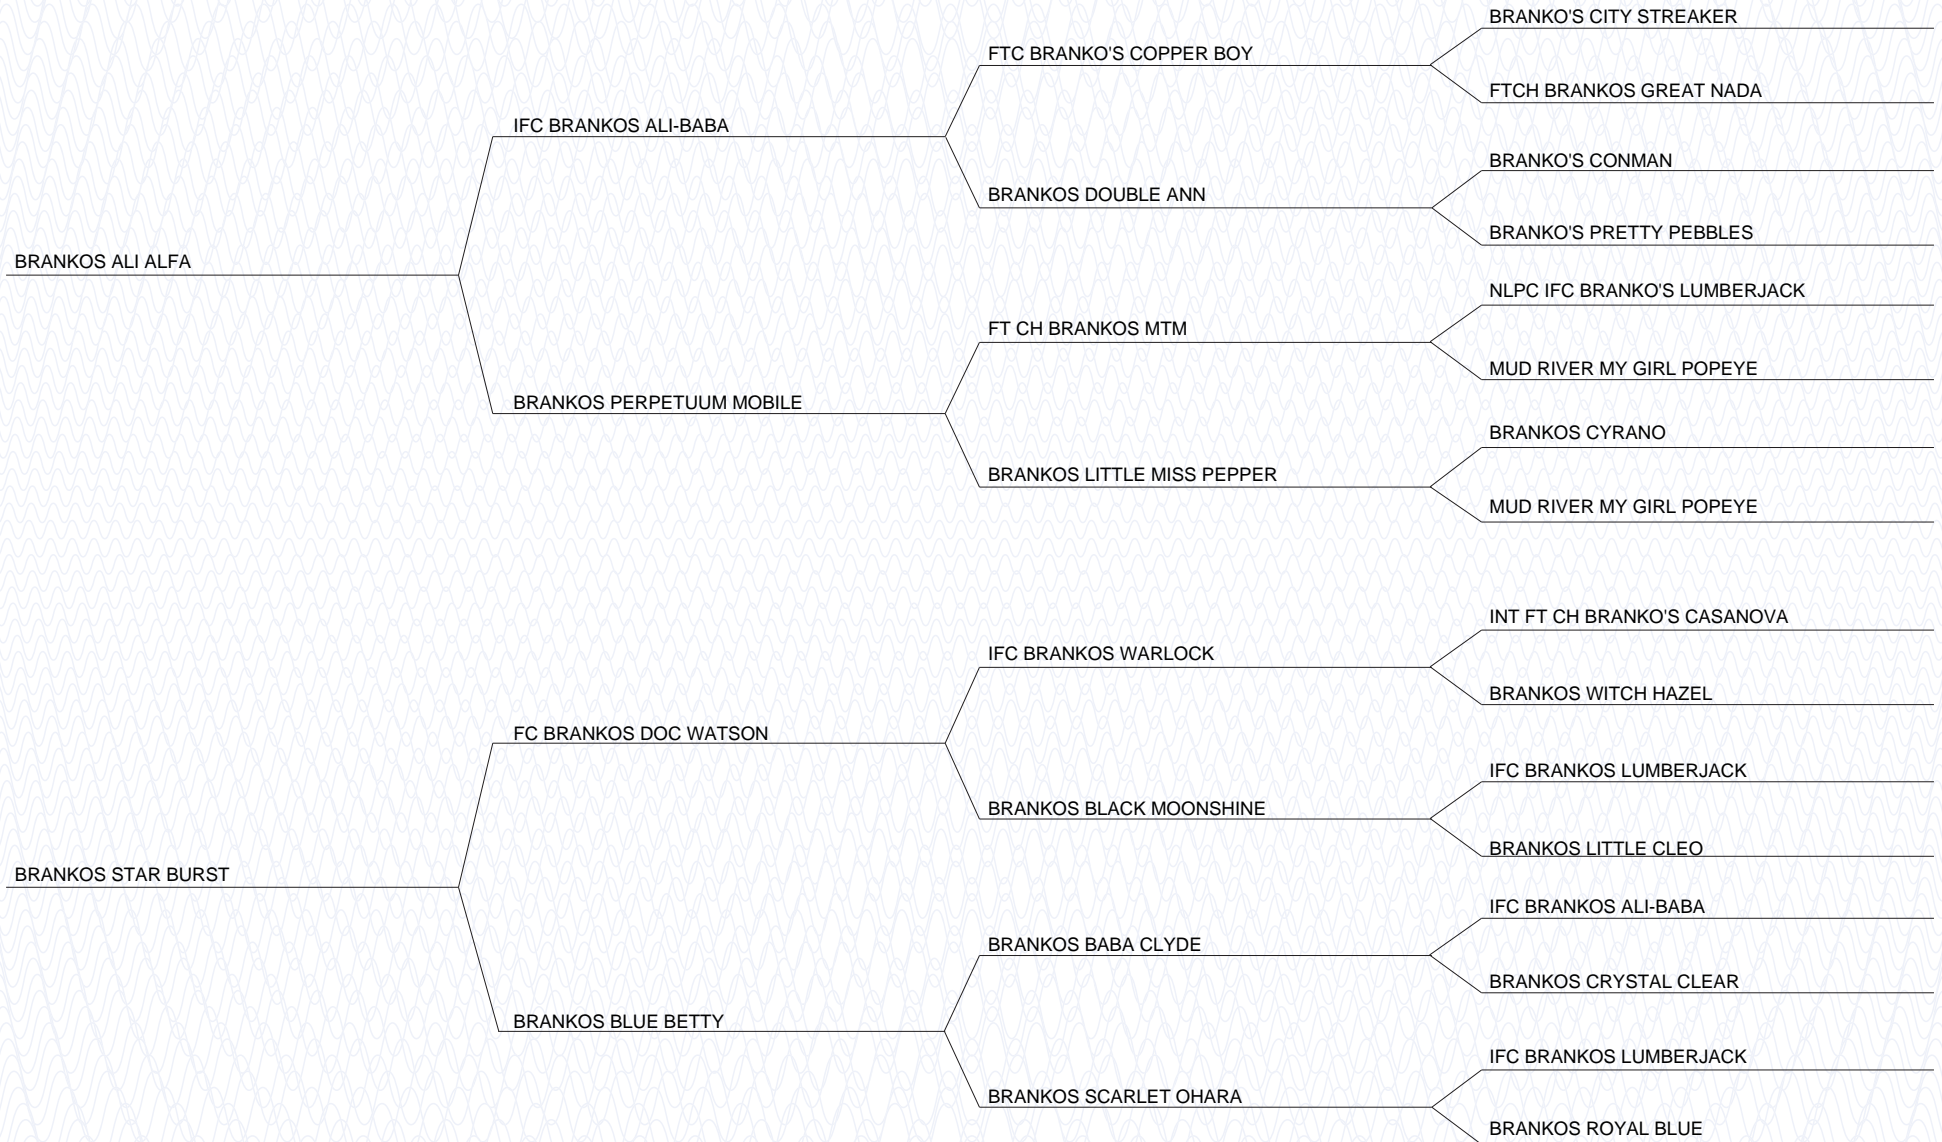 BRANKO'S CITY STREAKER
FTC BRANKO'S COPPER BOY
FTCH BRANKOS GREAT NADA
IFC BRANKOS ALI-BABA
BRANKO'S CONMAN
BRANKOS DOUBLE ANN
BRANKO'S PRETTY PEBBLES
BRANKOS ALI ALFA
NLPC IFC BRANKO'S LUMBERJACK
FT CH BRANKOS MTM
MUD RIVER MY GIRL POPEYE
BRANKOS PERPETUUM MOBILE
BRANKOS CYRANO
BRANKOS LITTLE MISS PEPPER
MUD RIVER MY GIRL POPEYE
INT FT CH BRANKO'S CASANOVA
IFC BRANKOS WARLOCK
BRANKOS WITCH HAZEL
FC BRANKOS DOC WATSON
IFC BRANKOS LUMBERJACK
BRANKOS BLACK MOONSHINE
BRANKOS LITTLE CLEO
BRANKOS STAR BURST
IFC BRANKOS ALI-BABA
BRANKOS BABA CLYDE
BRANKOS CRYSTAL CLEAR
BRANKOS BLUE BETTY
IFC BRANKOS LUMBERJACK
BRANKOS SCARLET OHARA
BRANKOS ROYAL BLUE